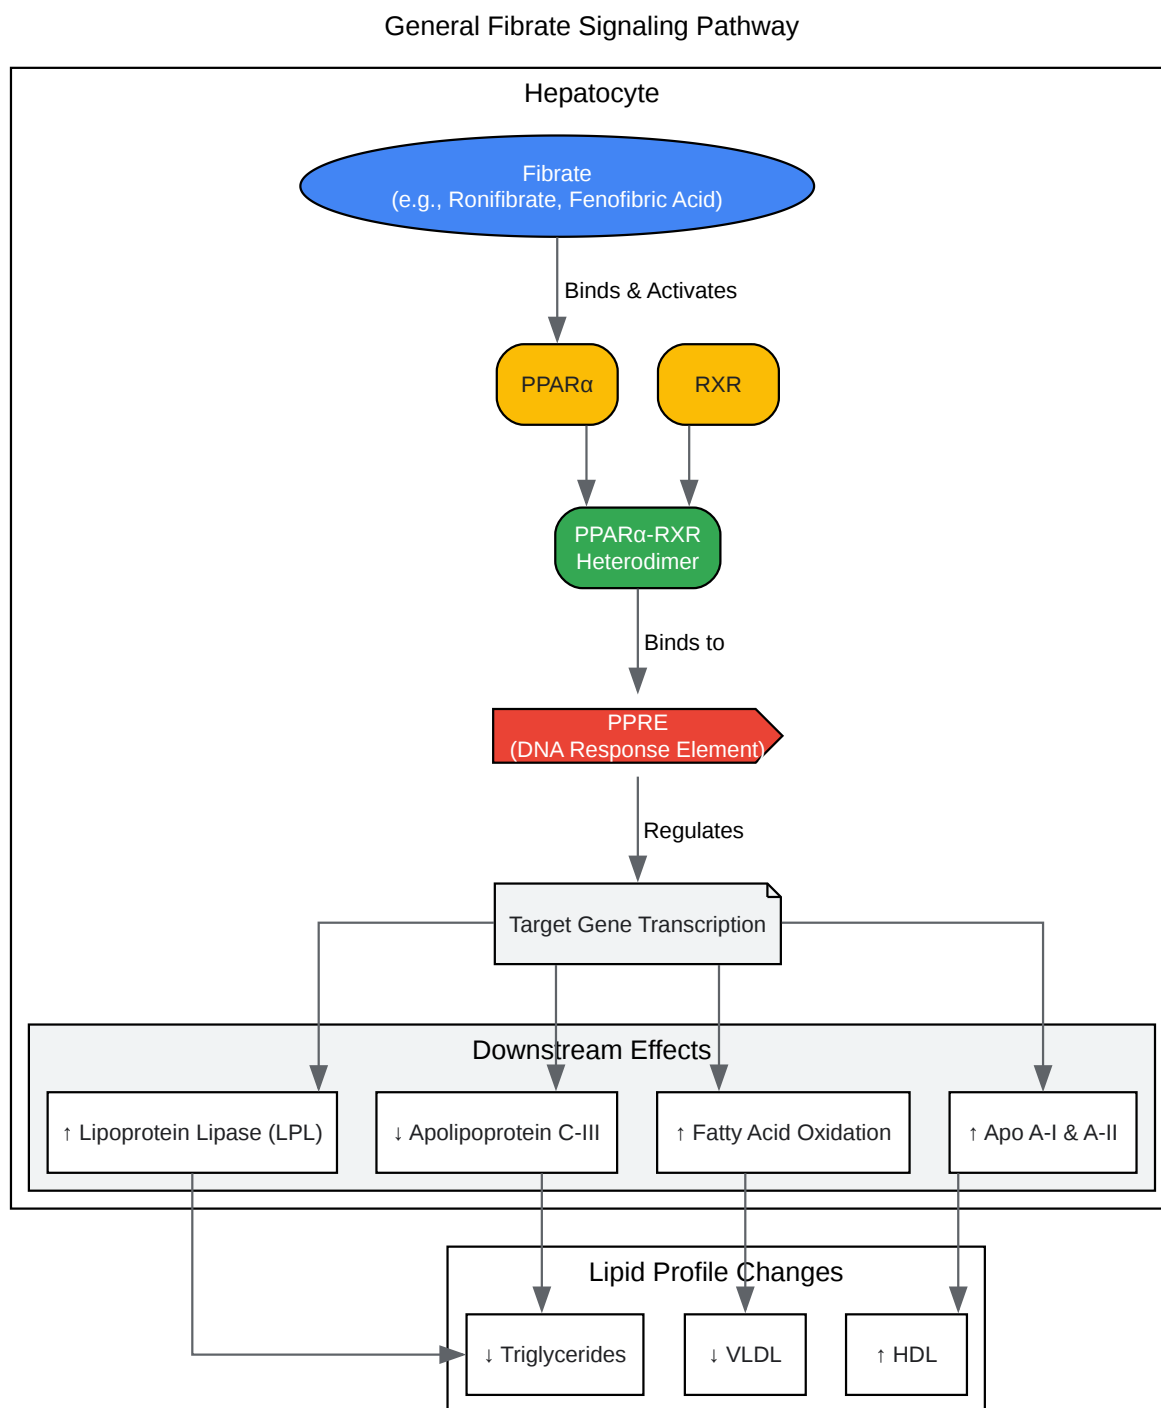 General Fibrate Signaling Pathway
Hepatocyte
Fibrate
(e.g., Ronifibrate, Fenofibric Acid)
Binds & Activates
PPARα
RXR
PPARα-RXR
Heterodimer
Binds to
PPRE
(DNA Response Element)
Regulates
Target Gene Transcription
Downstream Effects
↑ Lipoprotein Lipase (LPL)
↓ Apolipoprotein C-III
↑ Fatty Acid Oxidation
↑ Apo A-I & A-II
Lipid Profile Changes
↓ Triglycerides
↓ VLDL
↑ HDL